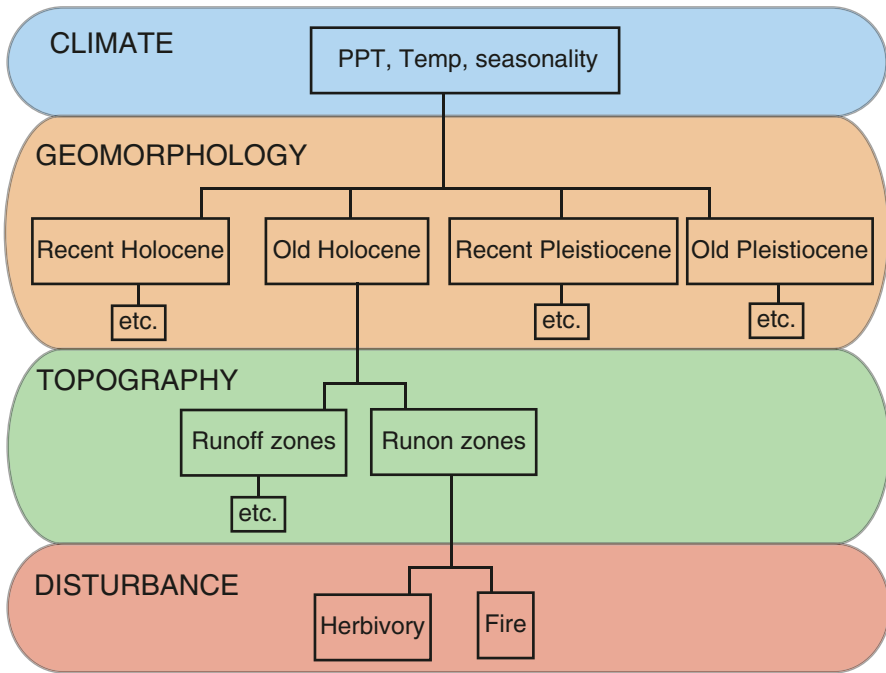 CLIMATE
PPT, Temp, seasonality
GEOMORPHOLOGY
Recent Holocene
Old Holocene
Recent Pleistiocene
Old Pleistiocene
etc.
etc.
etc.
TOPOGRAPHY
Runoff zones
Runon zones
etc.
DISTURBANCE
Herbivory
Fire